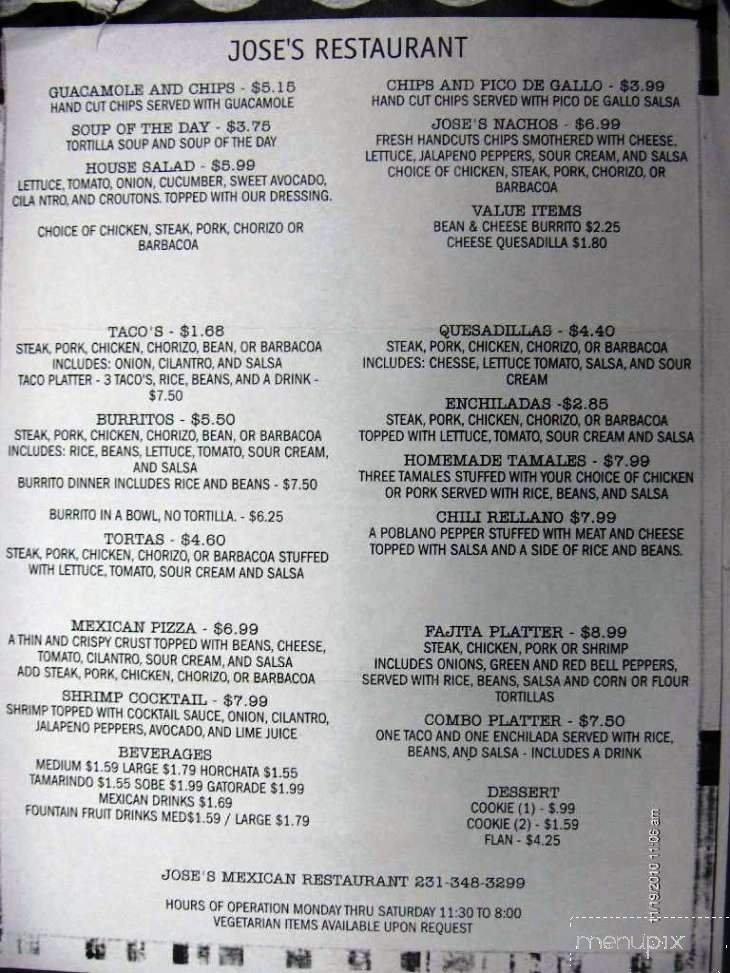 JOSE'S RESTAURANT
GUACAMOLE AND CHIPS - $5.15
HAND CUT CHIPS SERVED WITH GUACAMOLE
SOUP OF THE DAY - $3.75
TORTILLA SOUP AND SOUP OF THE DAY
HOUSE SALAD - $5.99
LETTUCE, TOMATO, ONION, CUCUMBER, SWEET AVOCADO,
CILA NTRO, AND CROUTONS. TOPPED WITH OUR DRESSING.
CHOICE OF CHICKEN, STEAK, PORK, CHORIZO OR
BARBACOA
CHIPS AND PICO DE GALLO - $3.99
HAND CUT CHIPS SERVED WITH PICO DE GALLO SALSA
JOSE'S NACHOS - $6.99
FRESH HANDCUTS CHIPS SMOTHERED WITH CHEESE,
LETTUCE, JALAPENO PEPPERS, SOUR CREAM, AND SALSA
CHOICE OF CHICKEN, STEAK, PORK, CHORIZO, OR
BARBACOA
VALUE ITEMS
BEAN & CHEESE BURRITO $2.25
CHEESE QUESADILLA $1.80
TACO'S - $1.68
STEAK, PORK, CHICKEN, CHORIZO, BEAN, OR BARBACOA
INCLUDES: ONION, CILANTRO, AND SALSA
TACO PLATTER - 3 TACO'S, RICE, BEANS, AND A DRINK -
$7.50
BURRITOS - $5.50
STEAK, PORK, CHICKEN, CHORIZO, BEAN, OR BARBACOA
INCLUDES: RICE, BEANS, LETTUCE, TOMATO, SOUR CREAM,
AND SALSA
BURRITO DINNER INCLUDES RICE AND BEANS - $7.50
BURRITO IN A BOWL, NO TORTILLA. - $6.25
TORTAS - $4.60
STEAK, PORK, CHICKEN, CHORIZO, OR BARBACOA STUFFED
WITH LETTUCE, TOMATO, SOUR CREAM AND SALSA
QUESADILLAS - $4.40
STEAK, PORK, CHICKEN, CHORIZO, OR BARBACOA
INCLUDES: CHESSE, LETTUCE TOMATO, SALSA, AND SOUR
CREAM
ENCHILADAS -$2.85
STEAK, PORK, CHICKEN, CHORIZO, OR BARBACOA
TOPPED WITH LETTUCE, TOMATO, SOUR CREAM AND SALSA
HOMEMADE TAMALES - $7.99
THREE TAMALES STUFFED WITH YOUR CHOICE OF CHICKEN
OR PORK SERVED WITH RICE, BEANS, AND SALSA
CHILI RELLANO $7.99
A POBLANO PEPPER STUFFED WITH MEAT AND CHEESE
TOPPED WITH SALSA AND A SIDE OF RICE AND BEANS.
MEXICAN PIZZA - $6.99
A THIN AND CRISPY CRUST TOPPED WITH BEANS, CHEESE,
TOMATO, CILANTRO, SOUR CREAM, AND SALSA
ADD STEAK, PORK, CHICKEN, CHORIZO, OR BARBACOA
SHRIMP COCKTAIL - $7.99
SHRIMP TOPPED WITH COCKTAIL SAUCE, ONION, CILANTRO,
JALAPENO PEPPERS, AVOCADO, AND LIME JUICE
BEVERAGES
MEDIUM $1.59 LARGE $1.79 HORCHATA $1.55
TAMARINDO $1.55 SOBE $1.99 GATORADE $1.99
MEXICAN DRINKS $1.69
FOUNTAIN FRUIT DRINKS MED$1.59 / LARGE $1.79
FAJITA PLATTER - $8.99
STEAK, CHICKEN, PORK OR SHRIMP
INCLUDES ONIONS, GREEN AND RED BELL PEPPERS,
SERVED WITH RICE, BEANS, SALSA AND CORN OR FLOUR
TORTILLAS
COMBO PLATTER - $7.50
ONE TACO AND ONE ENCHILADA SERVED WITH RICE,
BEANS, AND SALSA - INCLUDES A DRINK
DESSERT
COOKIE (1) - $.99
COOKIE (2) - $1.59
FLAN - $4.25
JOSE'S MEXICAN RESTAURANT 231-348-3299
HOURS OF OPERATION MONDAY THRU SATURDAY 11:30 TO 8:00
VEGETARIAN ITEMS AVAILABLE UPON REQUEST
11/19/2010 11:06 am
menupix